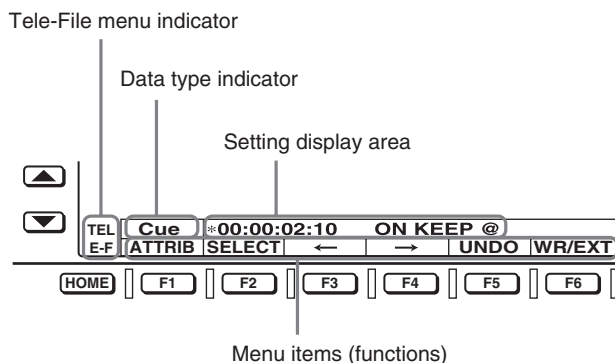 Tele-File menu indicator
Data type indicator
Setting display area
TEL Cue *00:00:02:10 ON KEEP @
E-F ATTRIB SELECT ← → UNDO WR/EXT
HOME F1 F2 F3 F4 F5 F6
Menu items (functions)